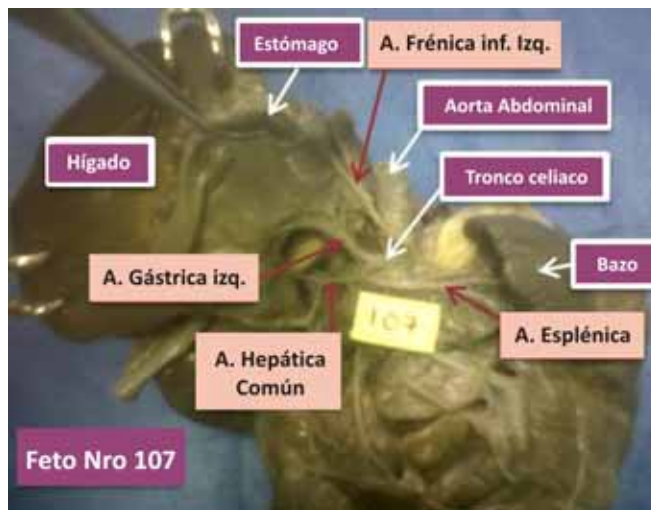 Estómago
A. Frénica inf. Izq.
Aorta Abdominal
Hígado
Tronco celiaco
A. Gástrica izq.
Bazo
107
A. Hepática
Común
A. Esplénica
Feto Nro 107